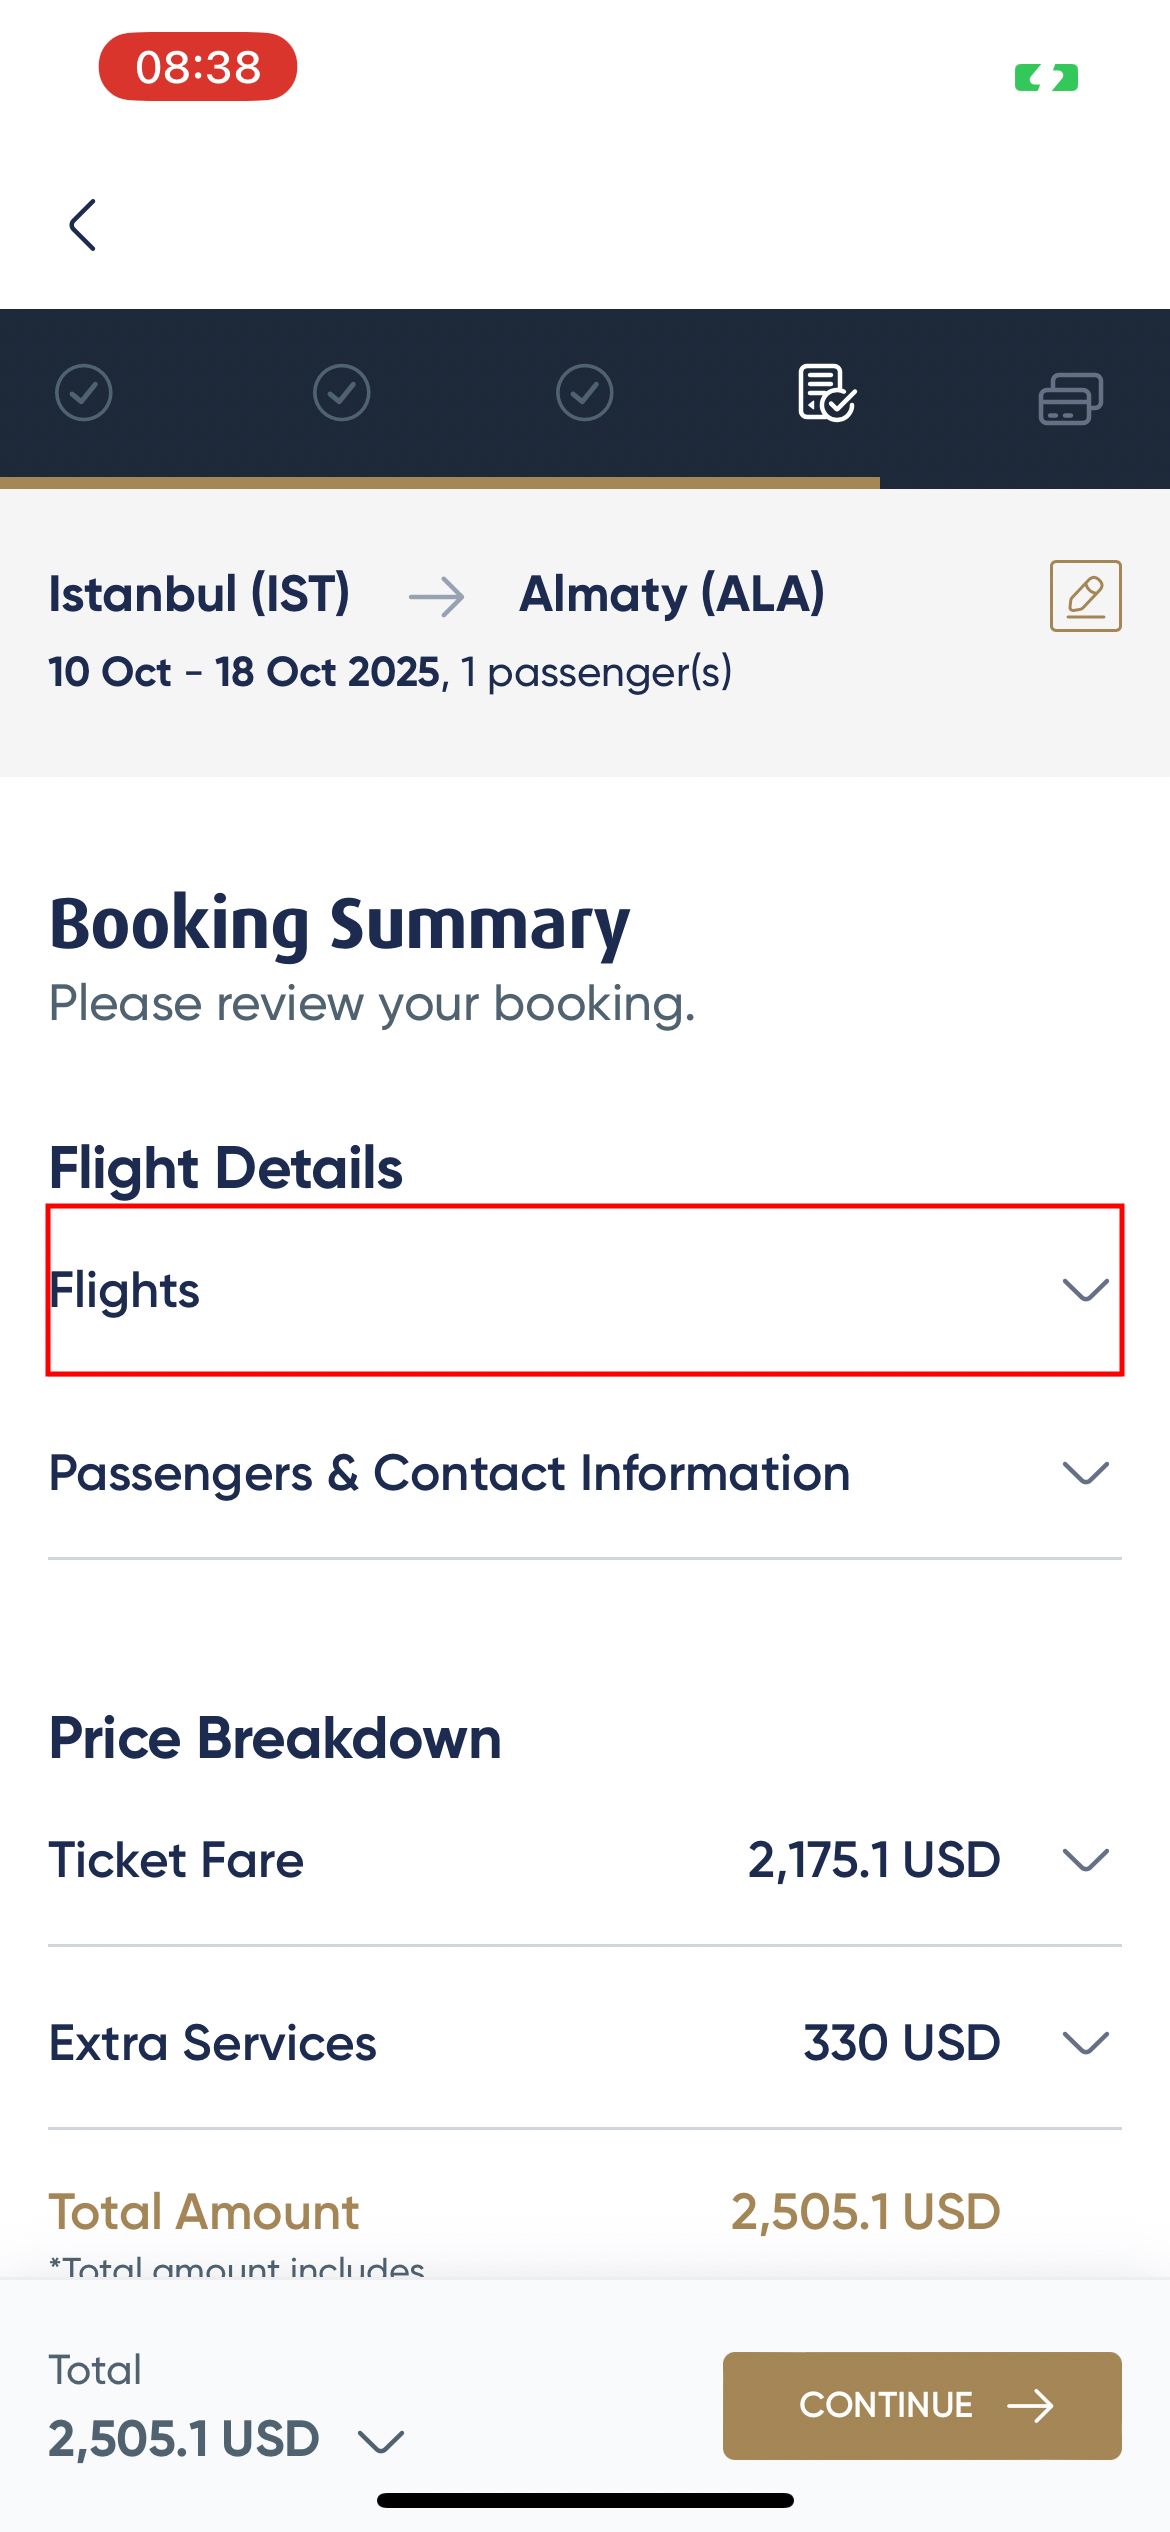 08:38
Istanbul (IST) Almaty (ALA)
10 Oct - 18 Oct 2025, 1 passenger(s)
Booking Summary
Please review your booking.
Flight Details
Flights
Passengers & Contact Information
Price Breakdown
Ticket Fare 2,175.1 USD
Extra Services 330 USD
Total Amount 2,505.1 USD
*Total amount includes
Total
2,505.1 USD
CONTINUE